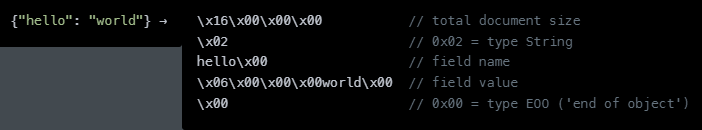 {"hello": "world"} → \x16\x00\x00\x00 // total document size
\x02 // 0x02 = type String
hello\x00 // field name
\x06\x00\x00\x00world\x00 // field value
\x00 // 0x00 = type EOO ('end of object')